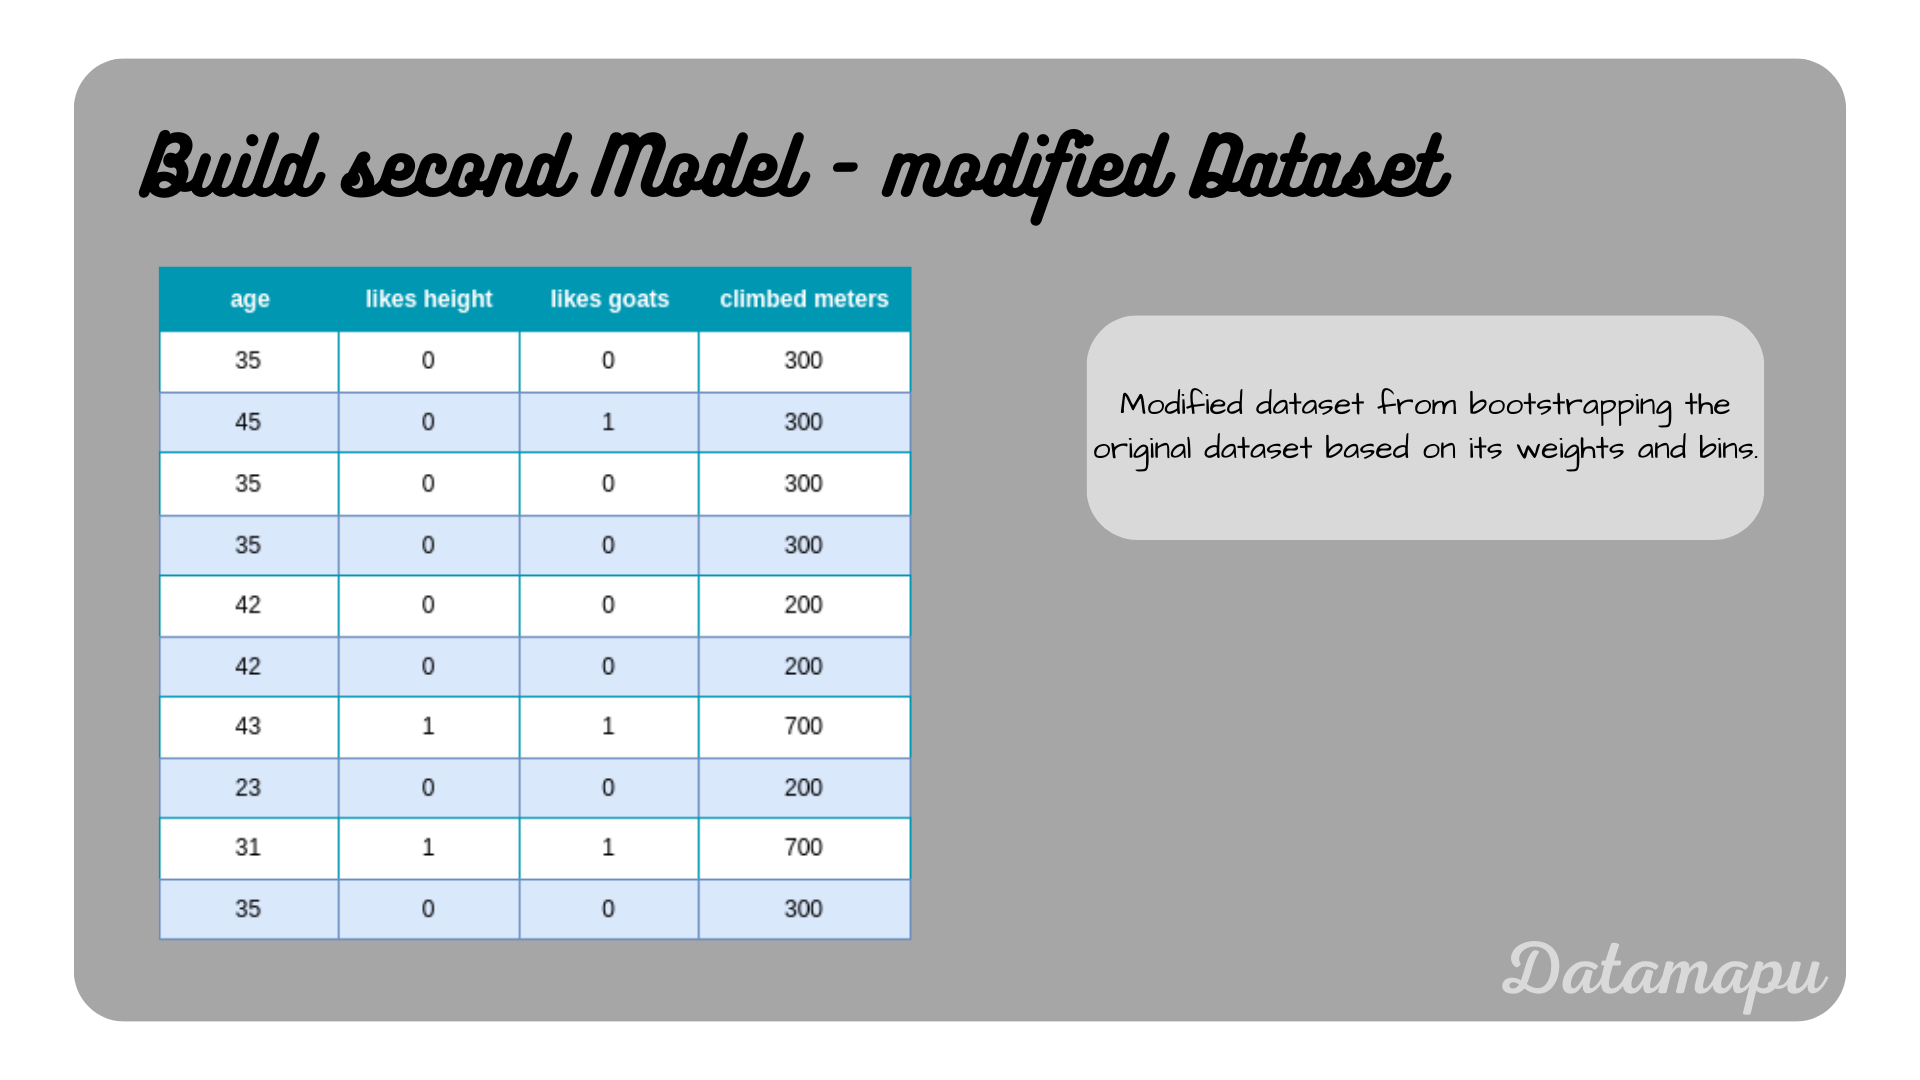 Build second Model - modified Dataset
age likes height likes goats climbed meters
35 0 0 300
45 0 1 300
35 0 0 300
35 0 0 300
42 0 0 200
42 0 0 200
43 1 1 700
23 0 0 200
31 1 1 700
35 0 0 300
Modified dataset from bootstrapping the
original dataset based on its weights and bins.
Datamapu